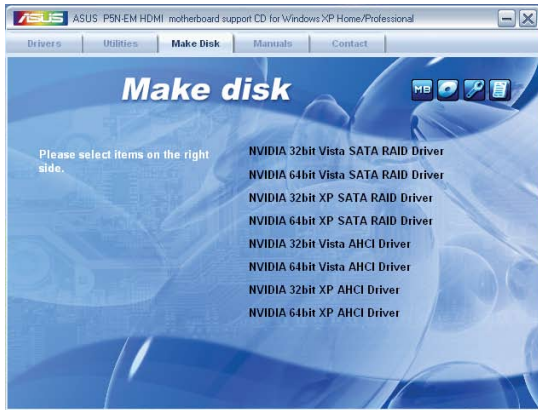 ASUS P5N-EM HDMI motherboard support CD for Windows XP Home/Professional
Drivers Utilities Make Disk Manuals Contact
Make disk
MB
Please select items on the right
side.
NVIDIA 32bit Vista SATA RAID Driver
NVIDIA 64bit Vista SATA RAID Driver
NVIDIA 32bit XP SATA RAID Driver
NVIDIA 64bit XP SATA RAID Driver
NVIDIA 32bit Vista AHCI Driver
NVIDIA 64bit Vista AHCI Driver
NVIDIA 32bit XP AHCI Driver
NVIDIA 64bit XP AHCI Driver